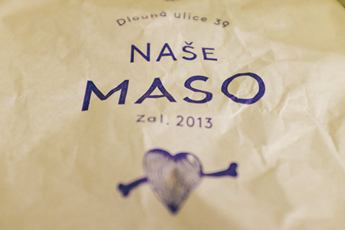 Dlouhá ulice 39
NAŠE
MASO
Zal. 2013